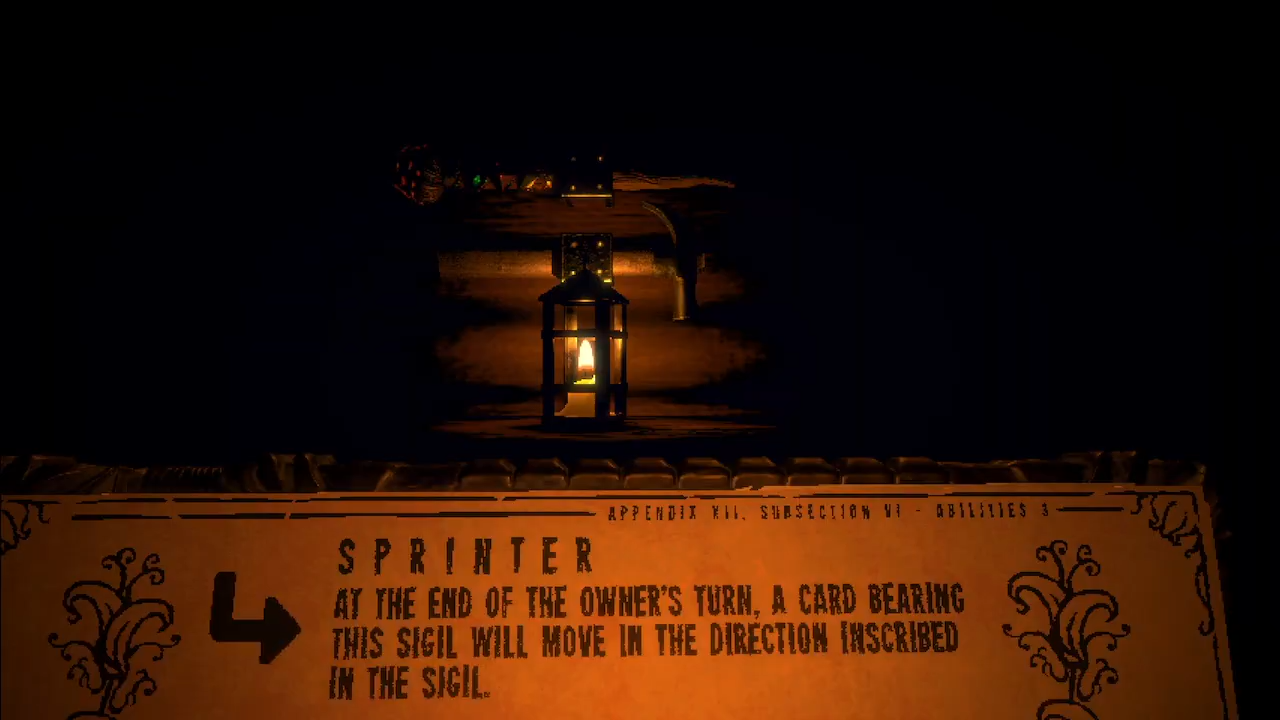 APPENDIX XII, SUBSECTION VI - ABILITIES 3
SPRINTER
AT THE END OF THE OWNER'S TURN, A CARD BEARING
THIS SIGIL WILL MOVE IN THE DIRECTION INSCRIBED
IN THE SIGIL.